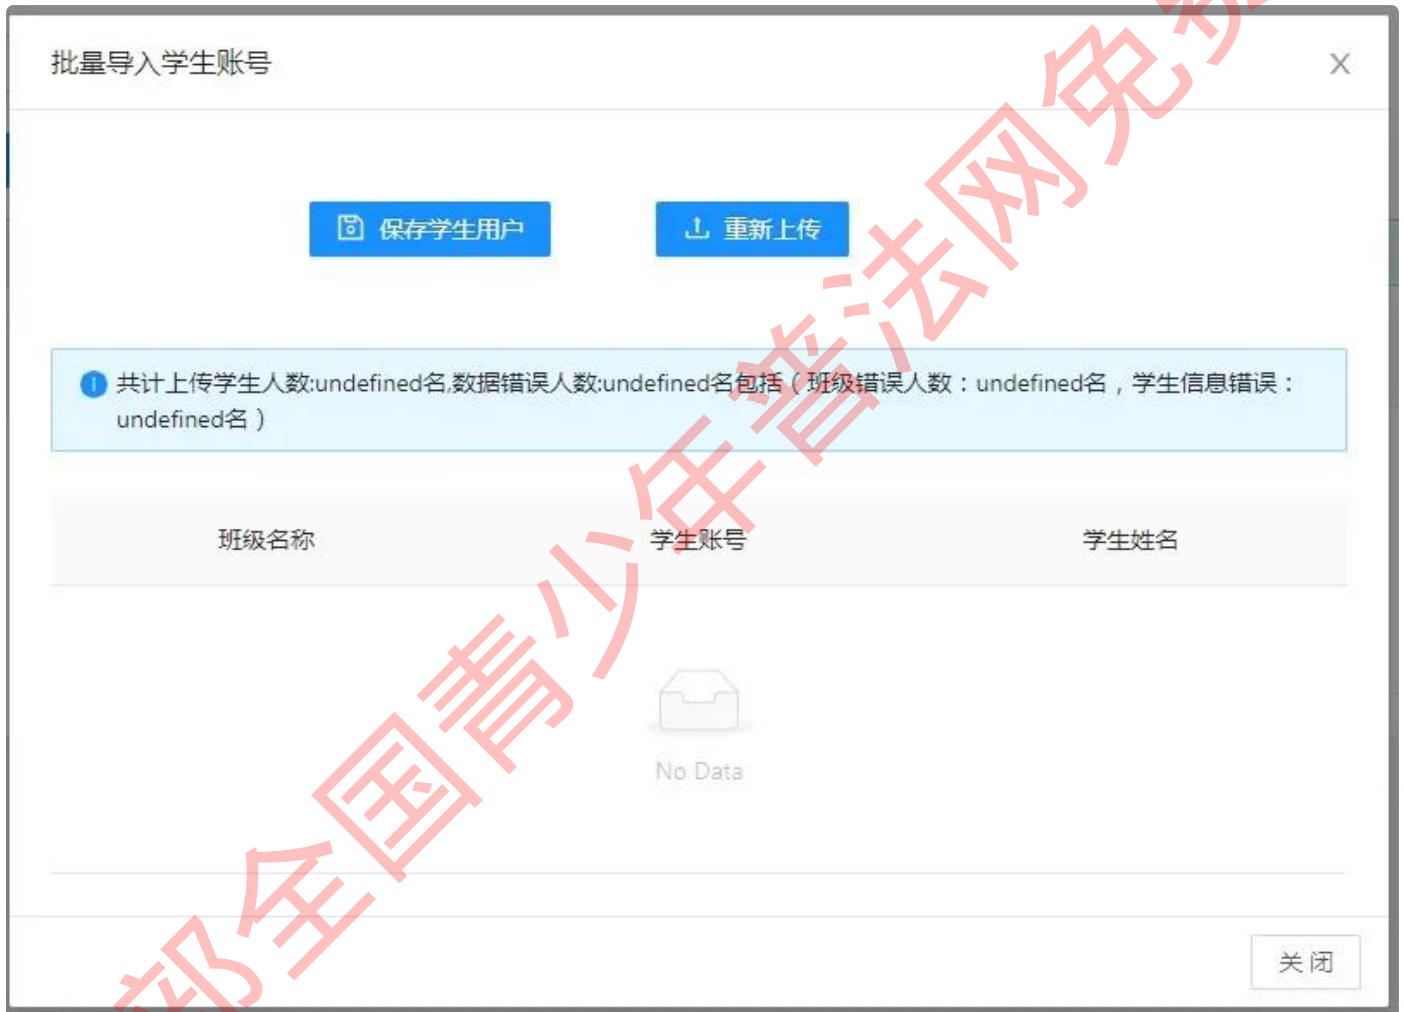 批量导入学生账号
保存学生用户
重新上传
共计上传学生人数:undefined名,数据错误人数:undefined名包括（班级错误人数：undefined名，学生信息错误：
undefined名）
班级名称
学生账号
学生姓名
No Data
关 闭
部全国青少年普法网免